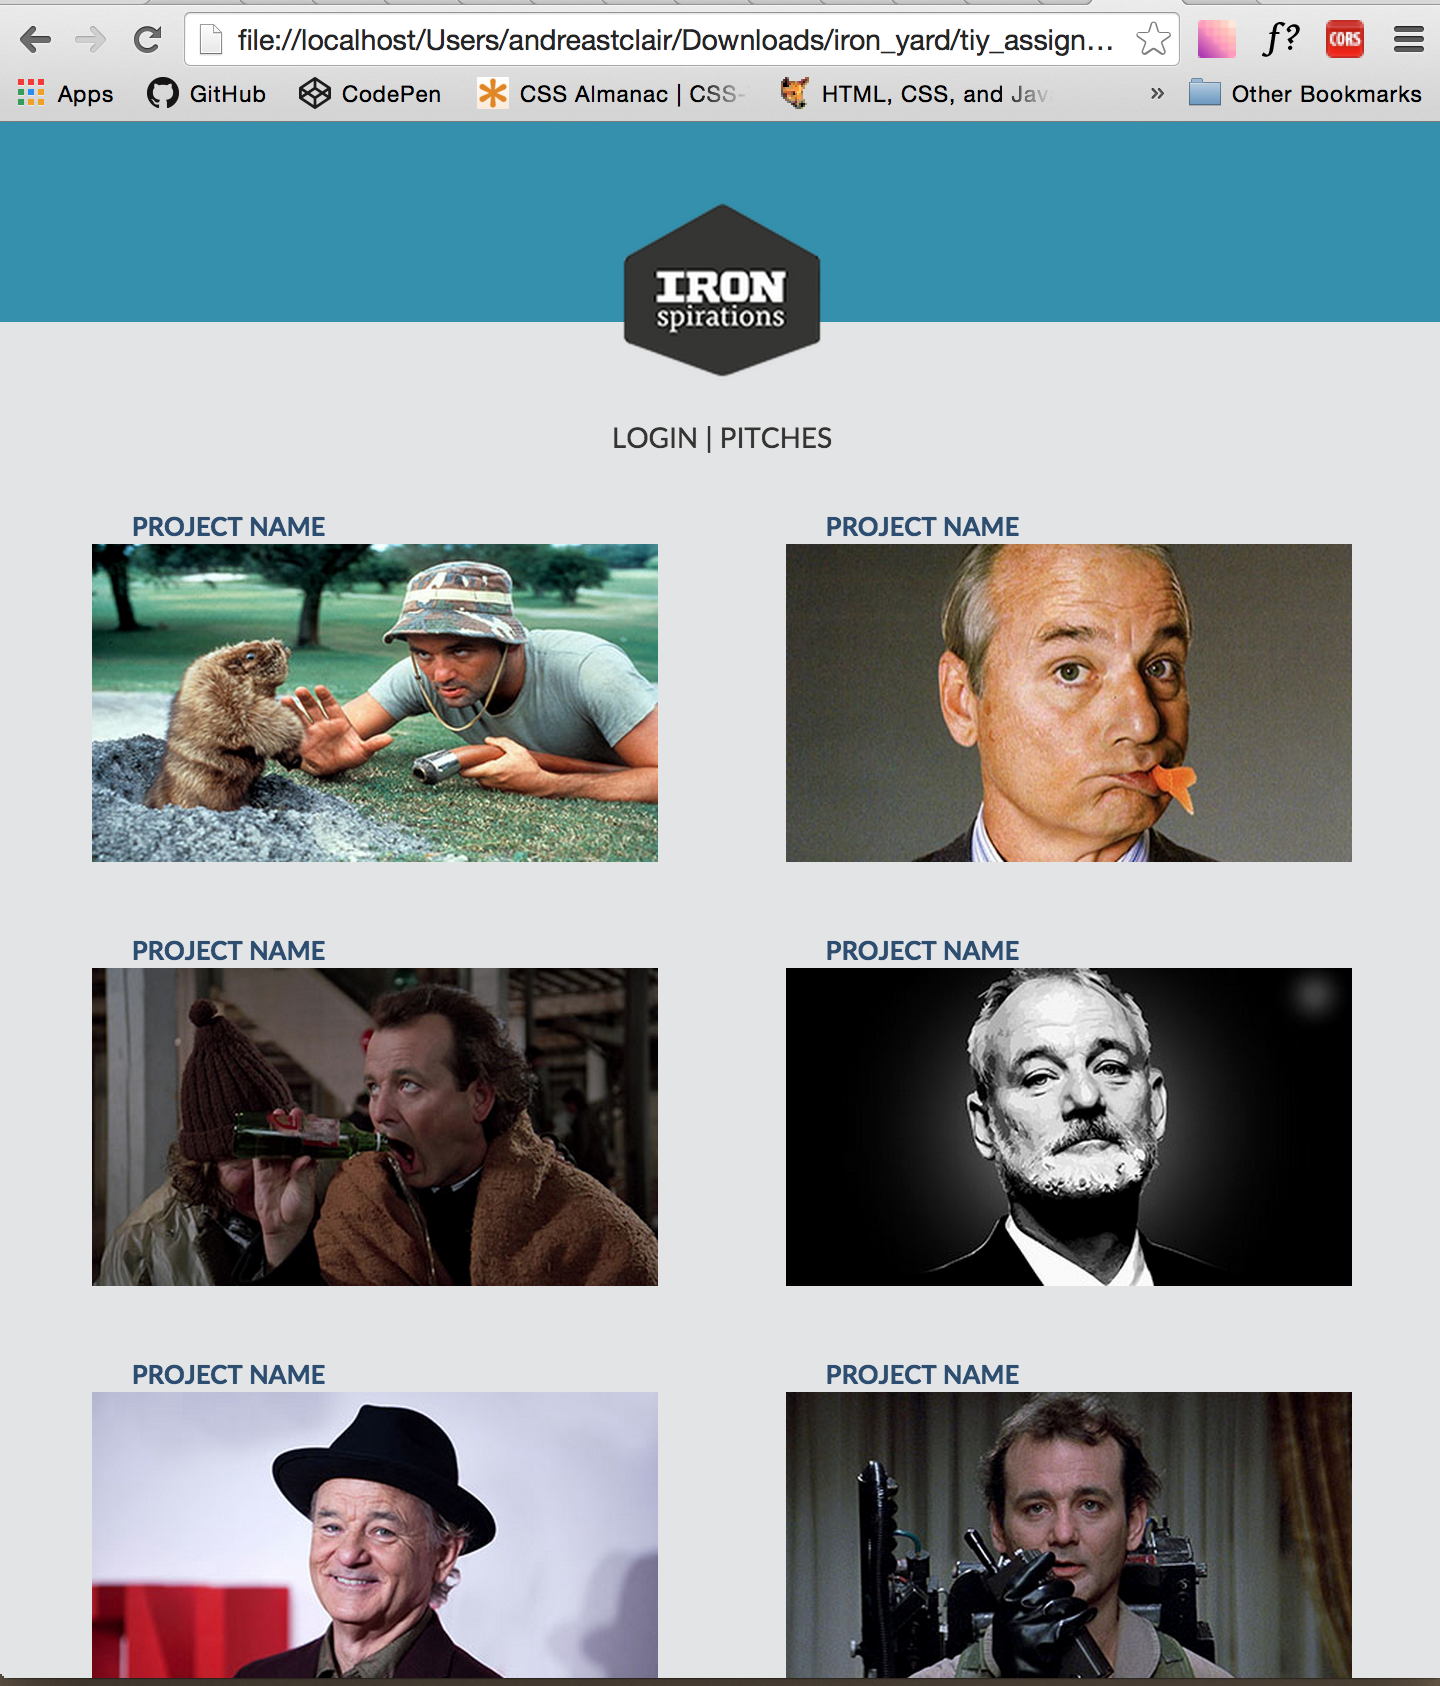 file://localhost/Users/andreastclair/Downloads/iron_yard/tiy_assign...
f?
CORS
Apps
GitHub
CodePen
CSS Almanac | CSS-
HTML, CSS, and Jav
»
Other Bookmarks
IRON
spirations
LOGIN | PITCHES
PROJECT NAME
PROJECT NAME
PROJECT NAME
PROJECT NAME
PROJECT NAME
PROJECT NAME